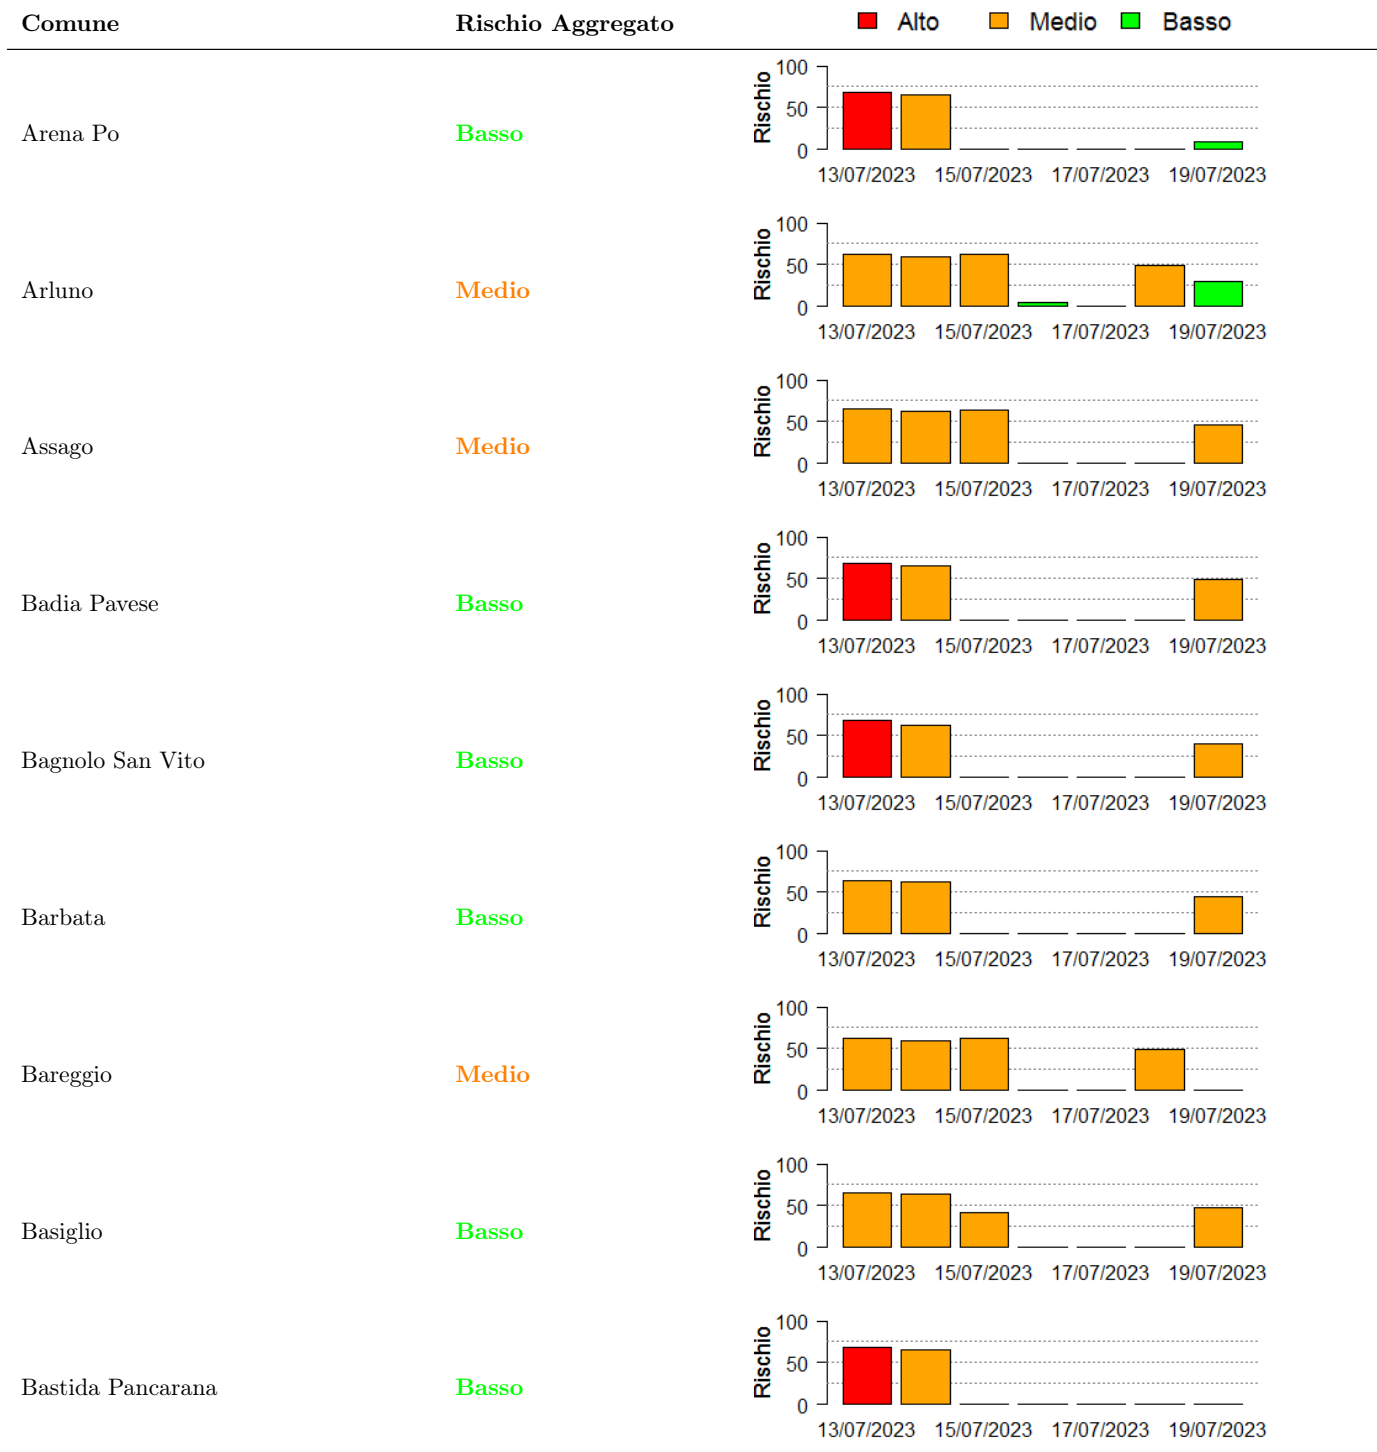 Comune Rischio Aggregato Alto Medio Basso
Arena Po Basso Rischio 100 50 0
13/07/2023 15/07/2023 17/07/2023 19/07/2023
Arluno Medio Rischio 100 50 0
13/07/2023 15/07/2023 17/07/2023 19/07/2023
Assago Medio Rischio 100 50 0
13/07/2023 15/07/2023 17/07/2023 19/07/2023
Badia Pavese Basso Rischio 100 50 0
13/07/2023 15/07/2023 17/07/2023 19/07/2023
Bagnolo San Vito Basso Rischio 100 50 0
13/07/2023 15/07/2023 17/07/2023 19/07/2023
Barbata Basso Rischio 100 50 0
13/07/2023 15/07/2023 17/07/2023 19/07/2023
Bareggio Medio Rischio 100 50 0
13/07/2023 15/07/2023 17/07/2023 19/07/2023
Basiglio Basso Rischio 100 50 0
13/07/2023 15/07/2023 17/07/2023 19/07/2023
Bastida Pancarana Basso Rischio 100 50 0
13/07/2023 15/07/2023 17/07/2023 19/07/2023